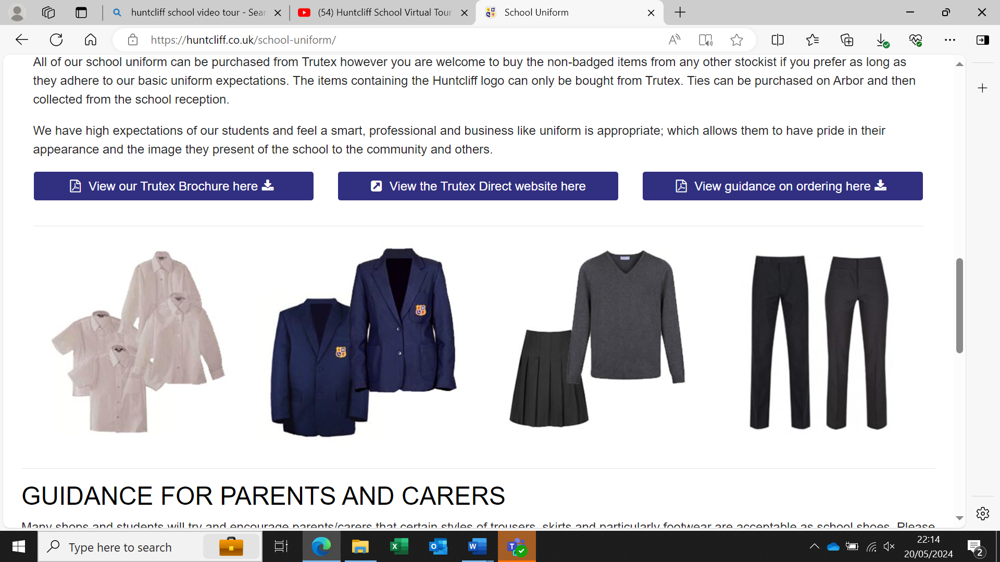 huntcliff school video tour - Sear
(54) Huntcliff School Virtual Tour
School Uniform
https://huntcliff.co.uk/school-uniform/
All of our school uniform can be purchased from Trutex however you are welcome to buy the non-badged items from any other stockist if you prefer as long as
they adhere to our basic uniform expectations. The items containing the Huntcliff logo can only be bought from Trutex. Ties can be purchased on Arbor and then
collected from the school reception.
We have high expectations of our students and feel a smart, professional and business like uniform is appropriate; which allows them to have pride in their
appearance and the image they present of the school to the community and others.
View our Trutex Brochure here
View the Trutex Direct website here
View guidance on ordering here
GUIDANCE FOR PARENTS AND CARERS
Many shops and students will try and encourage parents/carers that certain styles of trousers, skirts and particularly footwear are acceptable as school shoes. Please
Type here to search
22:14
20/05/2024
2